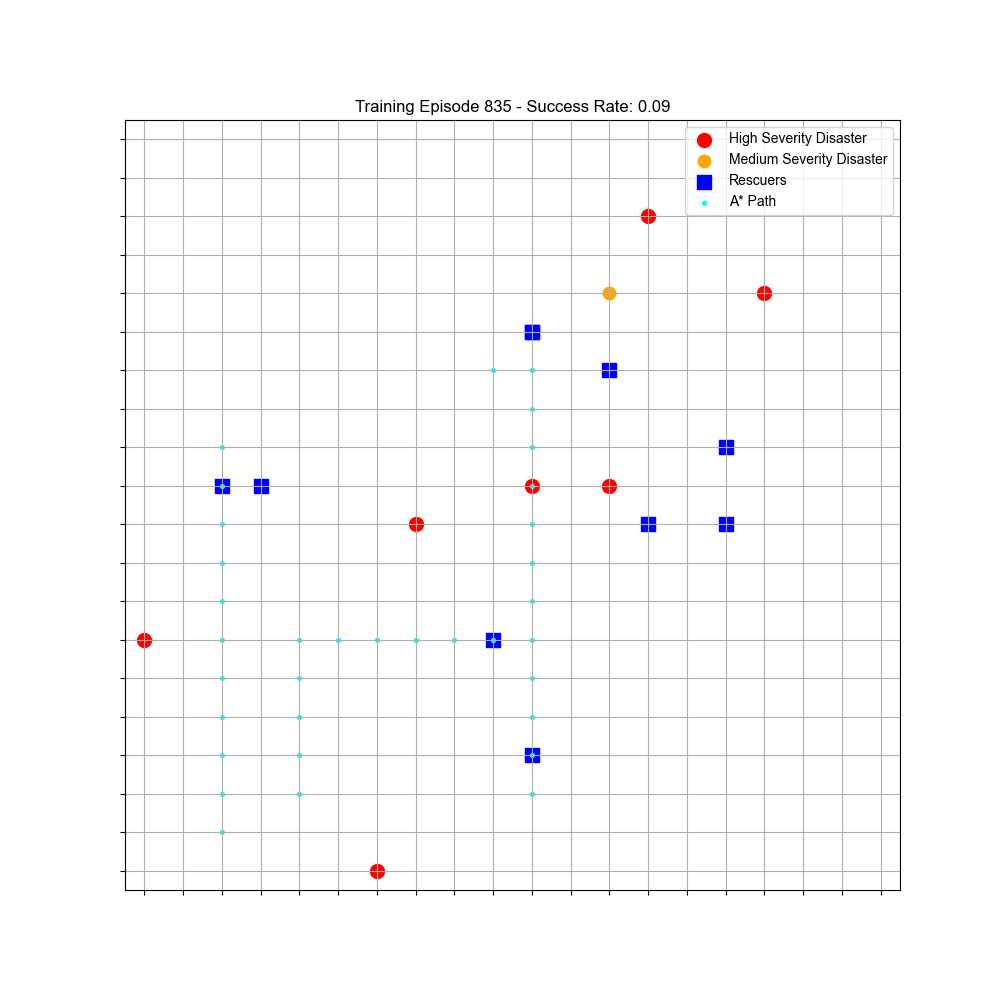 Training Episode 835 - Success Rate: 0.09
High Severity Disaster
Medium Severity Disaster
Rescuers
A* Path